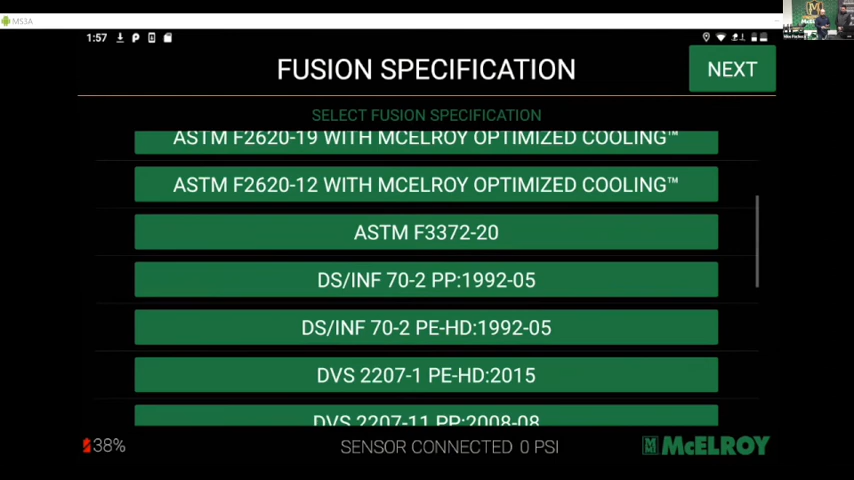 MS3A
1:57
FUSION SPECIFICATION
NEXT
SELECT FUSION SPECIFICATION
ASTM F2620-19 WITH MCELROY OPTIMIZED COOLING™
ASTM F2620-12 WITH MCELROY OPTIMIZED COOLING™
ASTM F3372-20
DS/INF 70-2 PP:1992-05
DS/INF 70-2 PE-HD:1992-05
DVS 2207-1 PE-HD:2015
DVS 2207-11 PP:2008-08
38%
SENSOR CONNECTED 0 PSI
McELROY